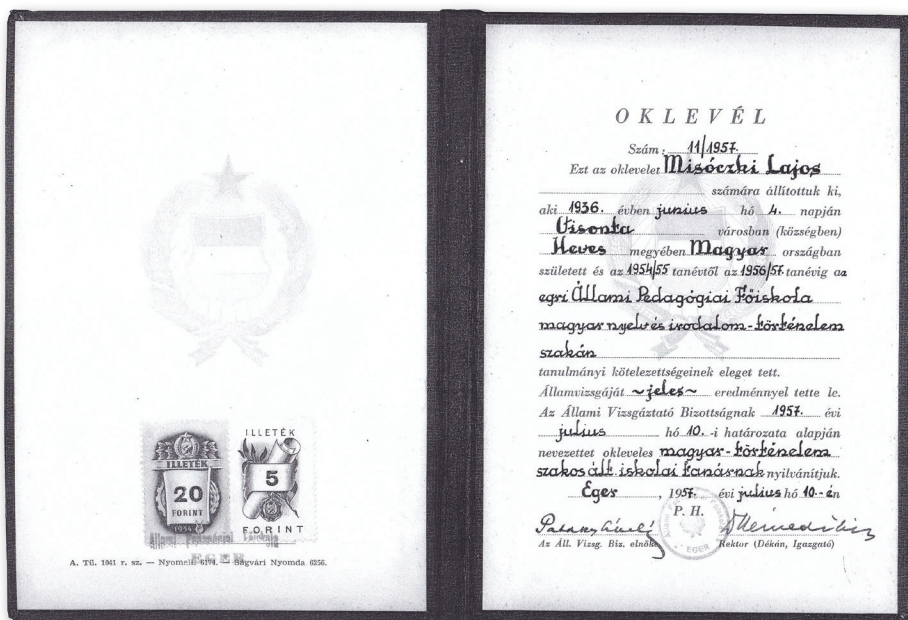 ILLETÉK
20
FORINT
1954
ILLETÉK
5
FORINT
EGER
A. Tű. 1041 r. sz. — Ságvári Nyomda 6256.
OKLEVÉL
Szám: 11/1957.
Ezt az oklevelet Misóczki Lajos
számára állítottuk ki,
aki 1936. évben junius hó 4. napján
Visonta városban (községben)
Heves megyében Magyar országban
született és az 1954/55 tanévtől az 1956/57. tanévig az
egri Állami Pedagógiai Főiskola
magyar nyelv és irodalom-történelem
szakán
tanulmányi kötelezettségeinek eleget tett.
Államvizsgáját ~jeles~ eredménnyel tette le.
Az Állami Vizsgáztató Bizottságnak 1957. évi
julius hó 10.-i határozata alapján
nevezettet okleveles magyar-történelem
szakos ált. iskolai tanárnak nyilvánítjuk.
Eger, 1957. évi julius hó 10.-én
P. H.
Az Áll. Vizsg. Biz. elnöke
Rektor (Dékán, Igazgató)
EGER